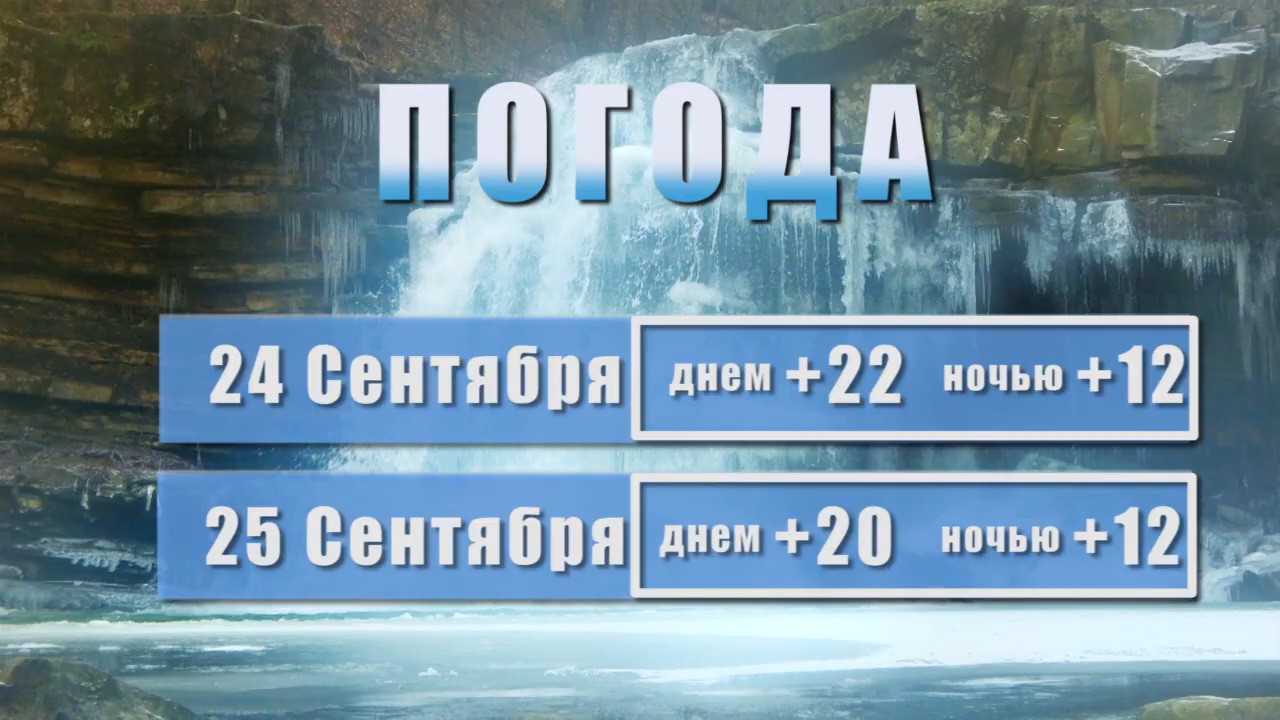 ПОГОДА
24 Сентября днем +22 ночью +12
25 Сентября днем +20 ночью +12